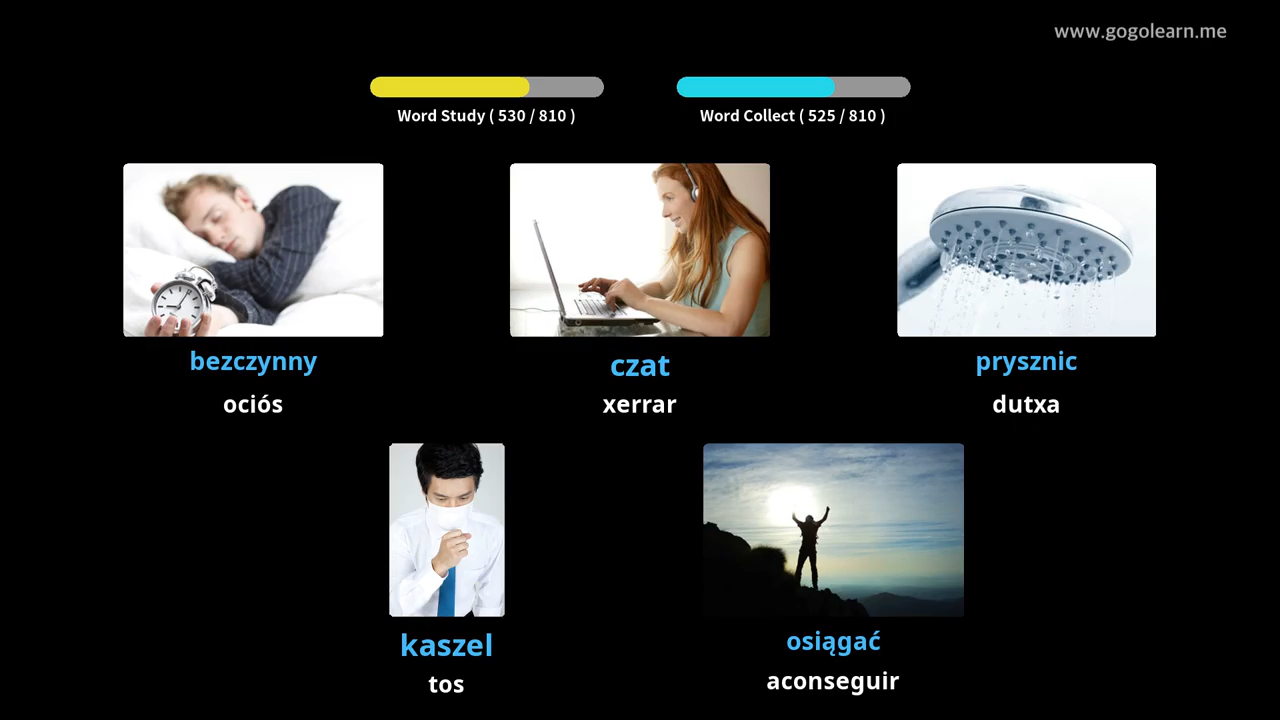 www.gogolearn.me
Word Study ( 530 / 810 )
Word Collect ( 525 / 810 )
bezczynny
ociós
czat
xerrar
prysznic
dutxa
kaszel
tos
osiągać
aconseguir